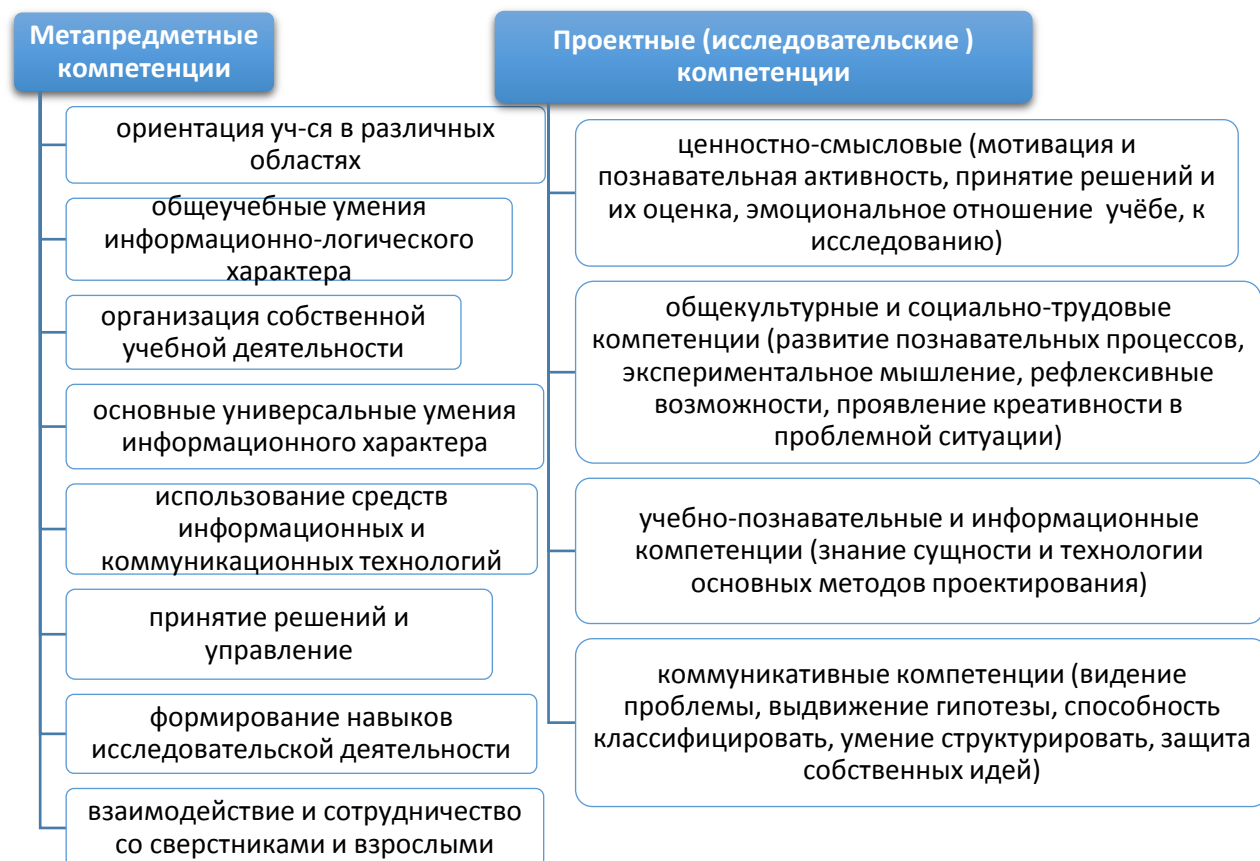 Метапредметные
компетенции
ориентация уч-ся в различных
областях
общеучебные умения
информационно-логического
характера
организация собственной
учебной деятельности
основные универсальные умения
информационного характера
использование средств
информационных и
коммуникационных технологий
принятие решений и
управление
формирование навыков
исследовательской деятельности
взаимодействие и сотрудничество
со сверстниками и взрослыми
Проектные (исследовательские )
компетенции
ценностно-смысловые (мотивация и
познавательная активность, принятие решений и
их оценка, эмоциональное отношение учёбе, к
исследованию)
общекультурные и социально-трудовые
компетенции (развитие познавательных процессов,
экспериментальное мышление, рефлексивные
возможности, проявление креативности в
проблемной ситуации)
учебно-познавательные и информационные
компетенции (знание сущности и технологии
основных методов проектирования)
коммуникативные компетенции (видение
проблемы, выдвижение гипотезы, способность
классифицировать, умение структурировать, защита
собственных идей)